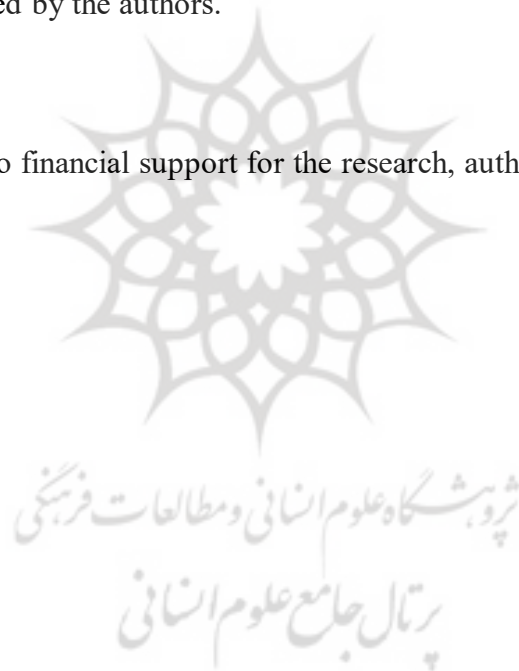 ed by the authors.
o financial support for the research, auth
پژوهشگاه علوم انسانی و مطالعات فرهنگی
پرتال جامع علوم انسانی